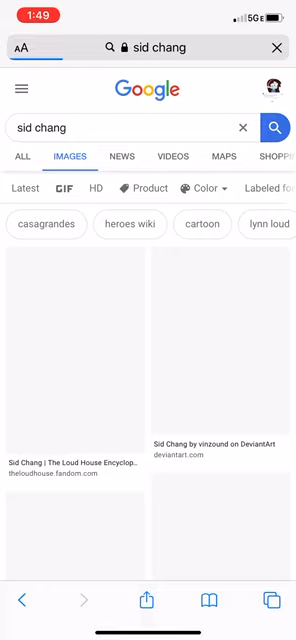 1:49
5GE
AA
sid chang
Google
sid chang
ALL IMAGES NEWS VIDEOS MAPS SHOPPI
Latest GIF HD Product Color Labeled for
casagrandes heroes wiki cartoon lynn loud
Sid Chang by vinzound on DeviantArt
deviantart.com
Sid Chang | The Loud House Encyclop..
theloudhouse.fandom.com